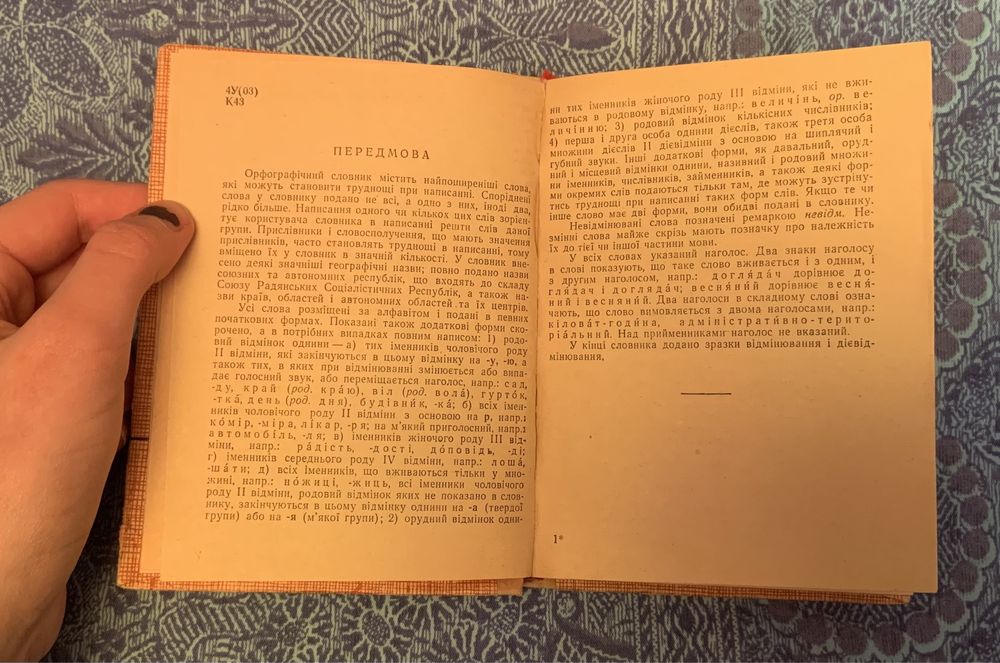 4У(03)
К43
ПЕРЕДМОВА
Орфографічний словник містить найпоширеніші слова,
які можуть становити труднощі при написанні. Споріднені
слова у словнику подано не всі, а одно з них, іноді два,
рідко більше. Написання одного чи кількох цих слів зорієн-
тує користувача словника в написанні решти слів даної
групи. Прислівники і словосполучення, що мають значення
прислівників, часто становлять труднощі в написанні, тому
вміщено їх у словник в значній кількості. У словник вне-
сено деякі значніші географічні назви; повно подано назви
союзних та автономних республік, що входять до складу
Союзу Радянських Соціалістичних Республік, а також на-
зви країв, областей і автономних областей та їх центрів.
Усі слова розміщені за алфавітом і подані в певних
початкових формах. Показані також додаткові форми ско-
рочено, а в потрібних випадках повним написом: 1) родо-
вий відмінок однини — а) тих іменників чоловічого роду
II відміни, які закінчуються в цьому відмінку на -у, -ю, а
також тих, в яких при відмінюванні змінюється або випа-
дає голосний звук, або переміщається наголос, напр.: сад,
-ду, край (род. кра́ю), віл (род. вола́), гурто́к,
-тка́, день (род. дня), будівни́к, -ка́; б) всіх імен-
ників чоловічого роду II відміни з основою на р, напр.:
ко́мір, -міра, лі́кар, -ря; на м'який приголосний, напр.:
автомобі́ль, -ля; в) іменників жіночого роду III від-
міни, напр.: ра́дість, -дості, до́повідь, -ді;
г) іменників середнього роду IV відміни, напр.: лоша́,
-ша́ти; д) всіх іменників, що вживаються тільки у мно-
жині, напр.: но́жиці, -жиць, всі іменники чоловічого
роду II відміни, родовий відмінок яких не показано в слов-
нику, закінчуються в цьому відмінку однини на -а (твердої
групи) або на -я (м'якої групи); 2) орудний відмінок одни-
ни тих іменників жіночого роду III відміни, які не вжи-
ваються в родовому відмінку, напр.: величінь, ор. ве-
личінню; 3) родовий відмінок кількісних числівників;
4) перша і друга особа однини дієслів, також третя особа
множини дієслів II дієвідміни з основою на шиплячий і
губний звуки. Інші додаткові форми, як давальний, оруд-
ний і місцевий відмінки однини, називний і родовий множи-
ни іменників, числівників, займенників, а також деякі фор-
ми окремих слів подаються тільки там, де можуть зустріну-
тись труднощі при написанні таких форм слів. Якщо те чи
інше слово має дві форми, вони обидві подані в словнику.
Невідмінювані слова позначені ремаркою невідм. Не-
змінні слова майже скрізь мають позначку про належність
їх до тієї чи іншої частини мови.
У всіх словах указаний наголос. Два знаки наголосу
в слові показують, що таке слово вживається і з одним, і
з другим наголосом, напр.: до́гля́да́ч дорівнює до-
гля́дач і догляда́ч; весня́ни́й дорівнює весня́-
ний і весняни́й. Два наголоси в складному слові озна-
чають, що слово вимовляється з двома наголосами, напр.:
кілова́т-годи́на, адміністрати́вно-терито-
ріа́льний. Над прийменниками наголос не вказаний.
У кінці словника додано зразки відмінювання і дієвід-
мінювання,
1*